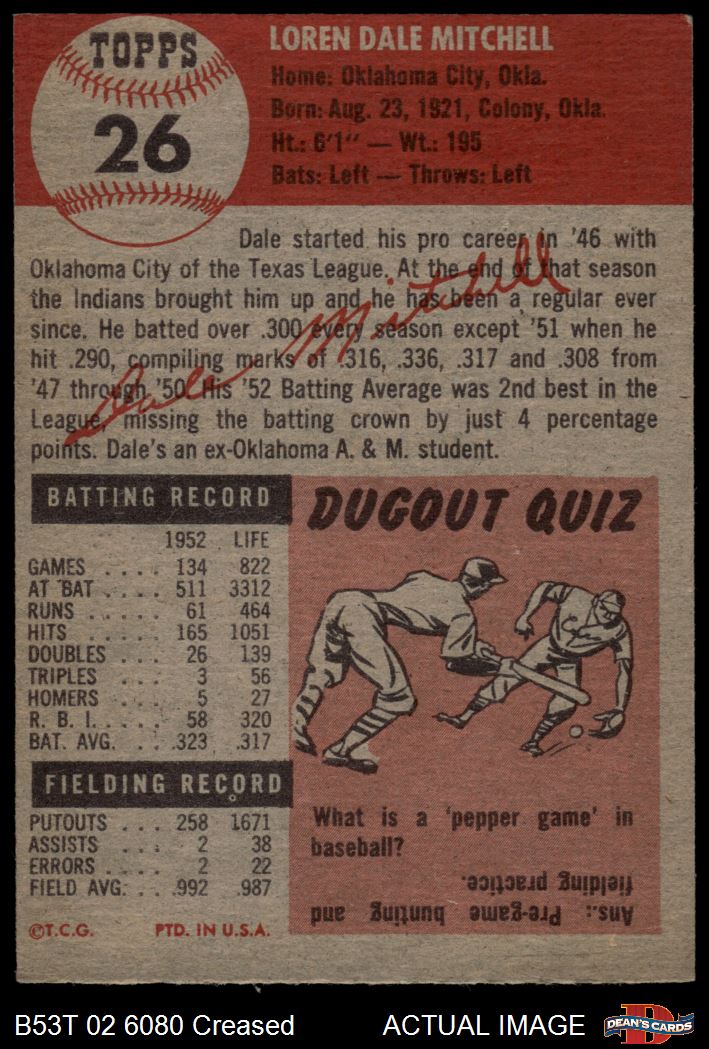 TOPPS
26
LOREN DALE MITCHELL
Home: Oklahoma City, Okla.
Born: Aug. 23, 1921, Colony, Okla.
Ht.: 6'1" — Wt.: 195
Bats: Left — Throws: Left
Dale started his pro career in '46 with
Oklahoma City of the Texas League. At the end of that season
the Indians brought him up and he has been a regular ever
since. He batted over .300 every season except '51 when he
hit .290, compiling marks of .316, .336, .317 and .308 from
'47 through '50. His '52 Batting Average was 2nd best in the
League, missing the batting crown by just 4 percentage
points. Dale's an ex-Oklahoma A. & M. student.
Dale Mitchell
BATTING RECORD
1952 LIFE
GAMES .... 134 822
AT BAT .... 511 3312
RUNS ..... 61 464
HITS ..... 165 1051
DOUBLES ... 26 139
TRIPLES ... 3 56
HOMERS ... 5 27
R. B. I. .... 58 320
BAT. AVG. .. .323 .317
FIELDING RECORD
PUTOUTS ... 258 1671
ASSISTS ... 2 38
ERRORS ... 2 22
FIELD AVG. .. .992 .987
©T.C.G. PTD. IN U.S.A.
DUGOUT QUIZ
What is a 'pepper game' in
baseball?
Ans.: Pre-game bunting and
fielding practice.
B53T 02 6080 Creased ACTUAL IMAGE
D
DEAN'S CARDS